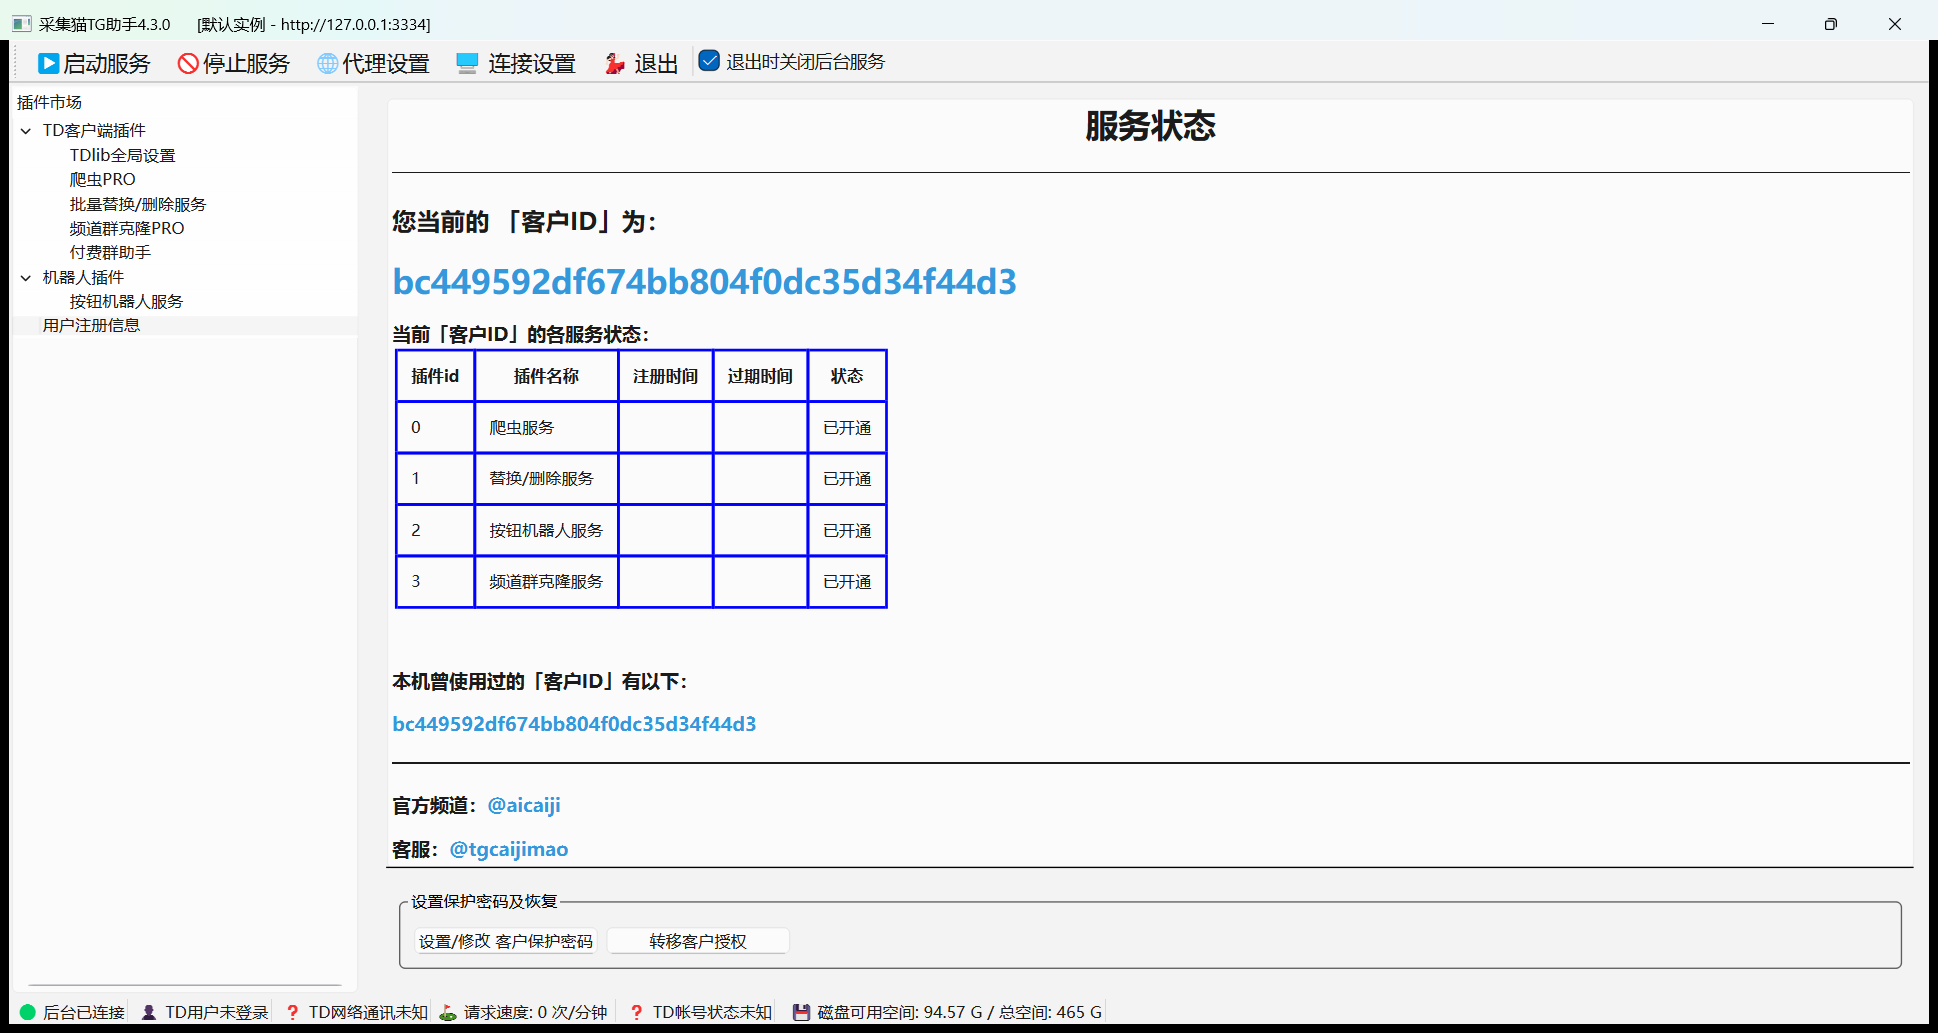 采集猫TG助手4.3.0 [默认实例 - http://127.0.0.1:3334]
启动服务 停止服务 代理设置 连接设置 退出 退出时关闭后台服务
插件市场
TD客户端插件
TDlib全局设置
爬虫PRO
批量替换/删除服务
频道群克隆PRO
付费群助手
机器人插件
按钮机器人服务
用户注册信息
服务状态
您当前的 「客户ID」为：
bc449592df674bb804f0dc35d34f44d3
当前「客户ID」的各服务状态：
插件id 插件名称 注册时间 过期时间 状态
0 爬虫服务 已开通
1 替换/删除服务 已开通
2 按钮机器人服务 已开通
3 频道群克隆服务 已开通
本机曾使用过的「客户ID」有以下：
bc449592df674bb804f0dc35d34f44d3
官方频道： @aicaiji
客服： @tgcaijimao
设置保护密码及恢复
设置/修改 客户保护密码 转移客户授权
后台已连接 TD用户未登录 TD网络通讯未知 请求速度: 0 次/分钟 TD帐号状态未知 磁盘可用空间: 94.57 G / 总空间: 465 G